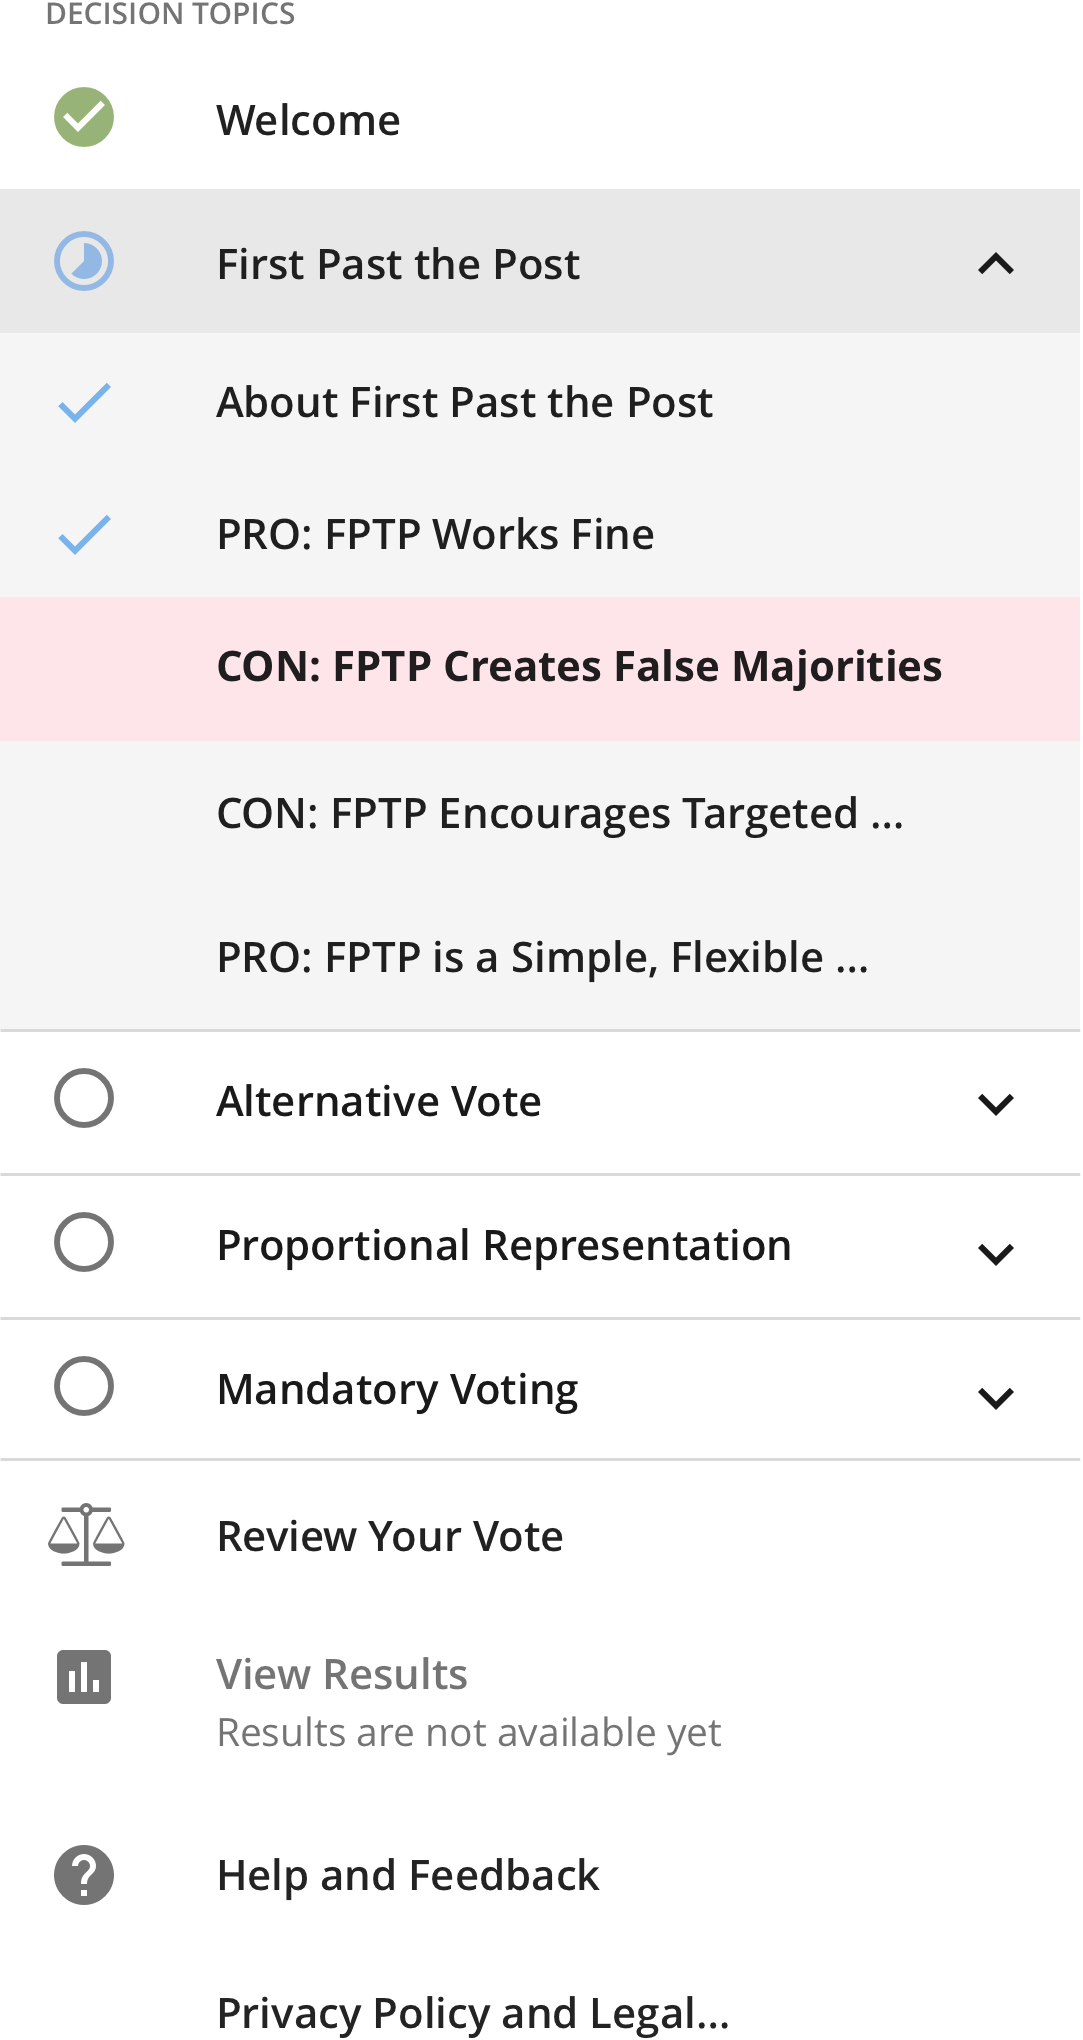 DECISION TOPICS
Welcome
First Past the Post
About First Past the Post
PRO: FPTP Works Fine
CON: FPTP Creates False Majorities
CON: FPTP Encourages Targeted ...
PRO: FPTP is a Simple, Flexible ...
Alternative Vote
Proportional Representation
Mandatory Voting
Review Your Vote
View Results
Results are not available yet
Help and Feedback
Privacy Policy and Legal...